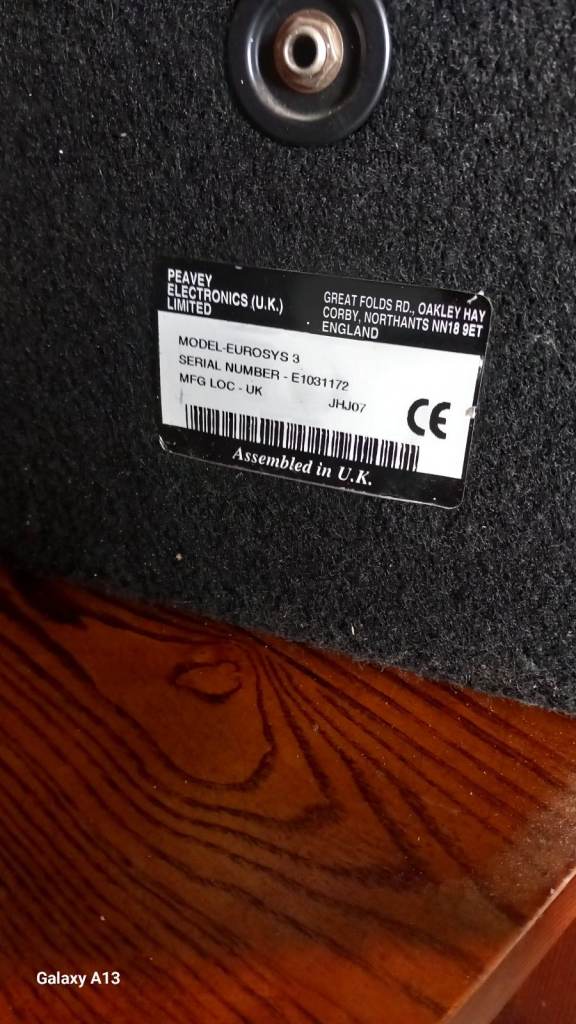 PEAVEY
ELECTRONICS (U.K.)
LIMITED
GREAT FOLDS RD., OAKLEY HAY
CORBY, NORTHANTS NN18 9ET
ENGLAND
MODEL-EUROSYS 3
SERIAL NUMBER - E1031172
MFG LOC - UK
JHJ07
CE
Assembled in U.K.
Galaxy A13